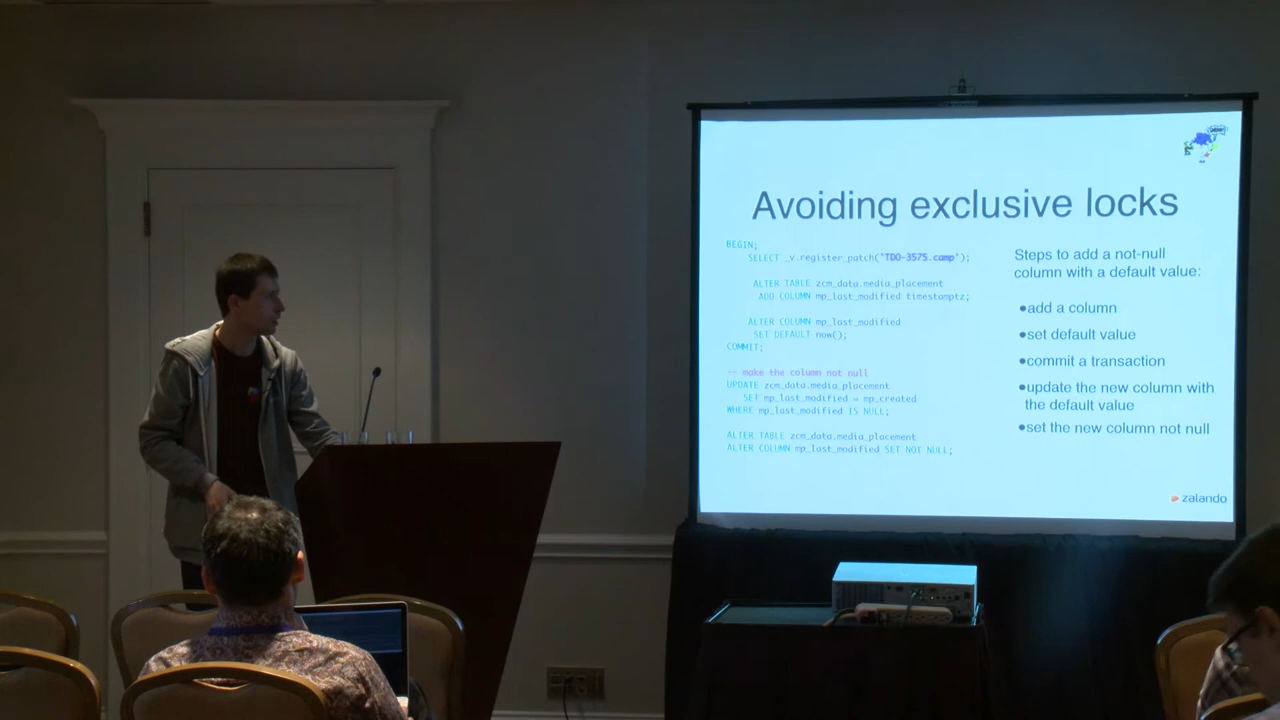 Avoiding exclusive locks
BEGIN;
SELECT _v.register_patch('TDO-3575.camp');
ALTER TABLE zcm_data.media_placement
ADD COLUMN mp_last_modified timestamptz;
ALTER COLUMN mp_last_modified
SET DEFAULT now();
COMMIT;
-- make the column not null
UPDATE zcm_data.media_placement
SET mp_last_modified = mp_created
WHERE mp_last_modified IS NULL;
ALTER TABLE zcm_data.media_placement
ALTER COLUMN mp_last_modified SET NOT NULL;
Steps to add a not-null
column with a default value:
•add a column
•set default value
•commit a transaction
•update the new column with
the default value
•set the new column not null
zalando